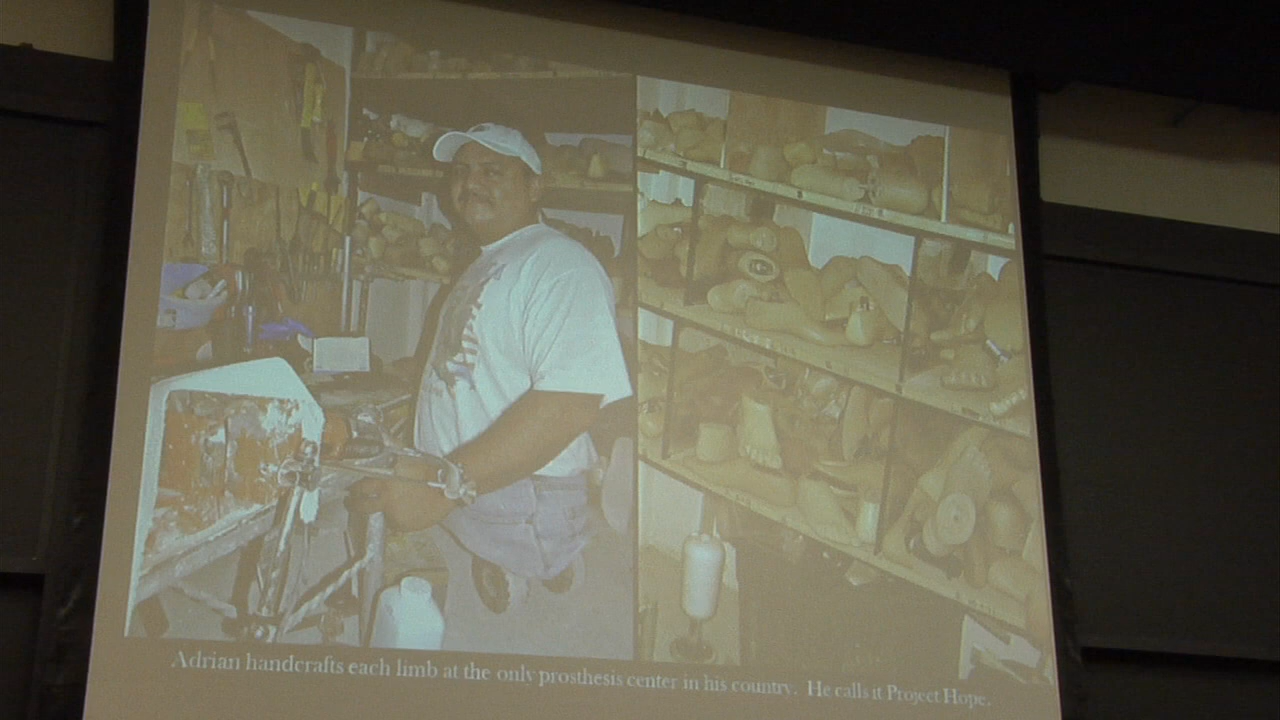 Adrian handcrafts each limb at the only prosthesis center in his country. He calls it Project Hope.